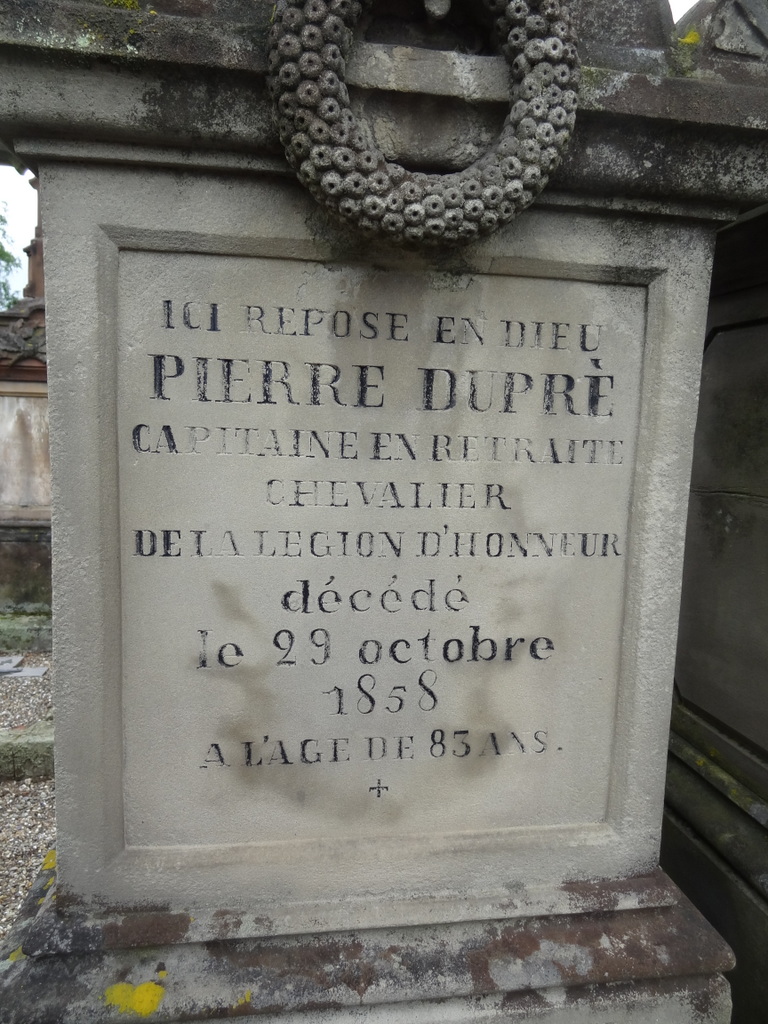 ICI REPOSE EN DIEU
PIERRE DUPRÈ
CAPITAINE EN RETRAITE
CHEVALIER
DE LA LEGION D'HONNEUR
décédé
le 29 octobre
1858
A L'AGE DE 83 ANS.